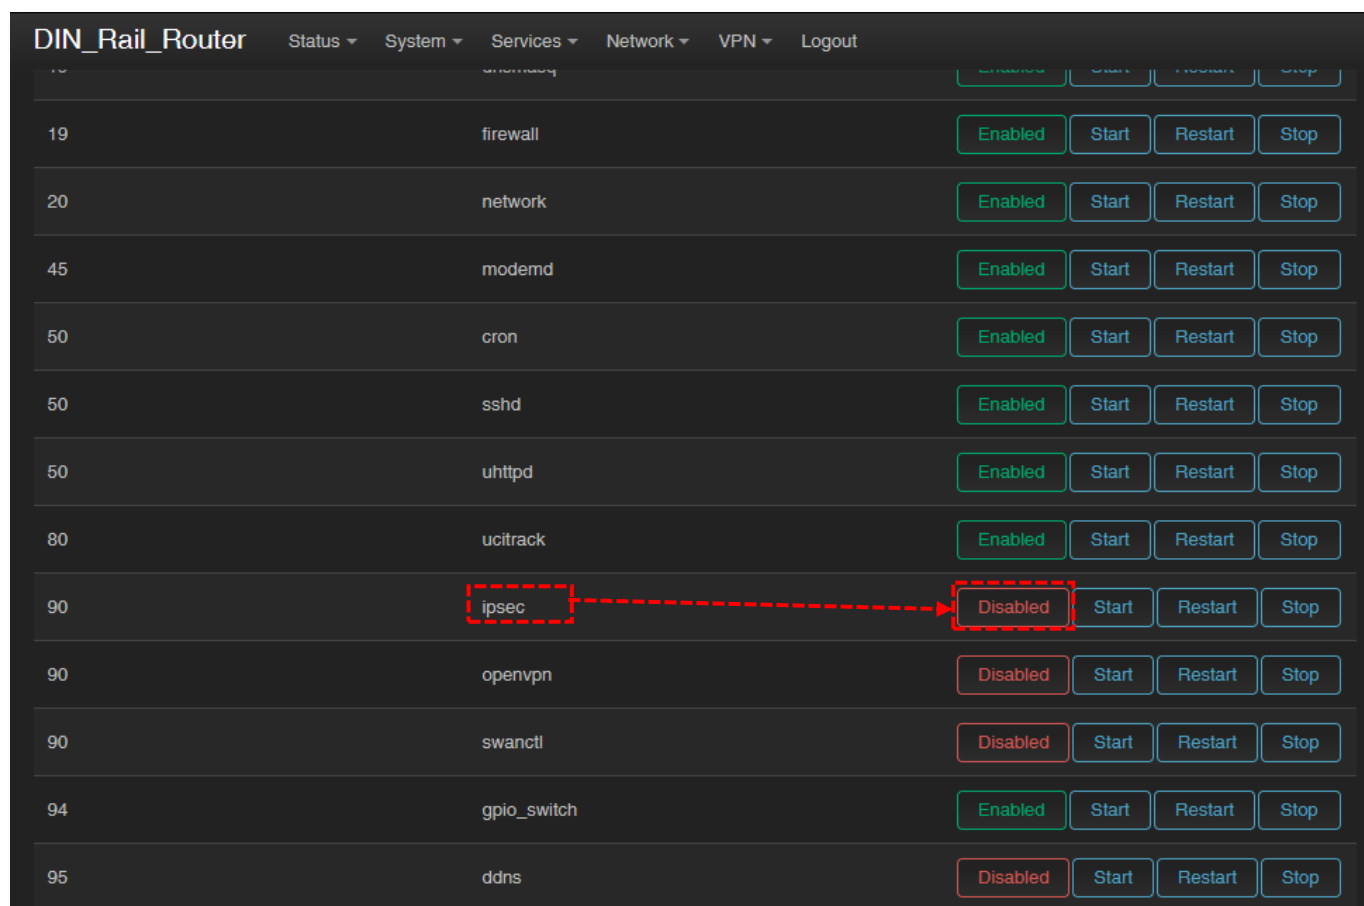 DIN_Rail_Router Status System Services Network VPN Logout
19 firewall Enabled Start Restart Stop
20 network Enabled Start Restart Stop
45 modemd Enabled Start Restart Stop
50 cron Enabled Start Restart Stop
50 sshd Enabled Start Restart Stop
50 uhttpd Enabled Start Restart Stop
80 ucitrack Enabled Start Restart Stop
90 ipsec Disabled Start Restart Stop
90 openvpn Disabled Start Restart Stop
90 swanctl Disabled Start Restart Stop
94 gpio_switch Enabled Start Restart Stop
95 ddns Disabled Start Restart Stop